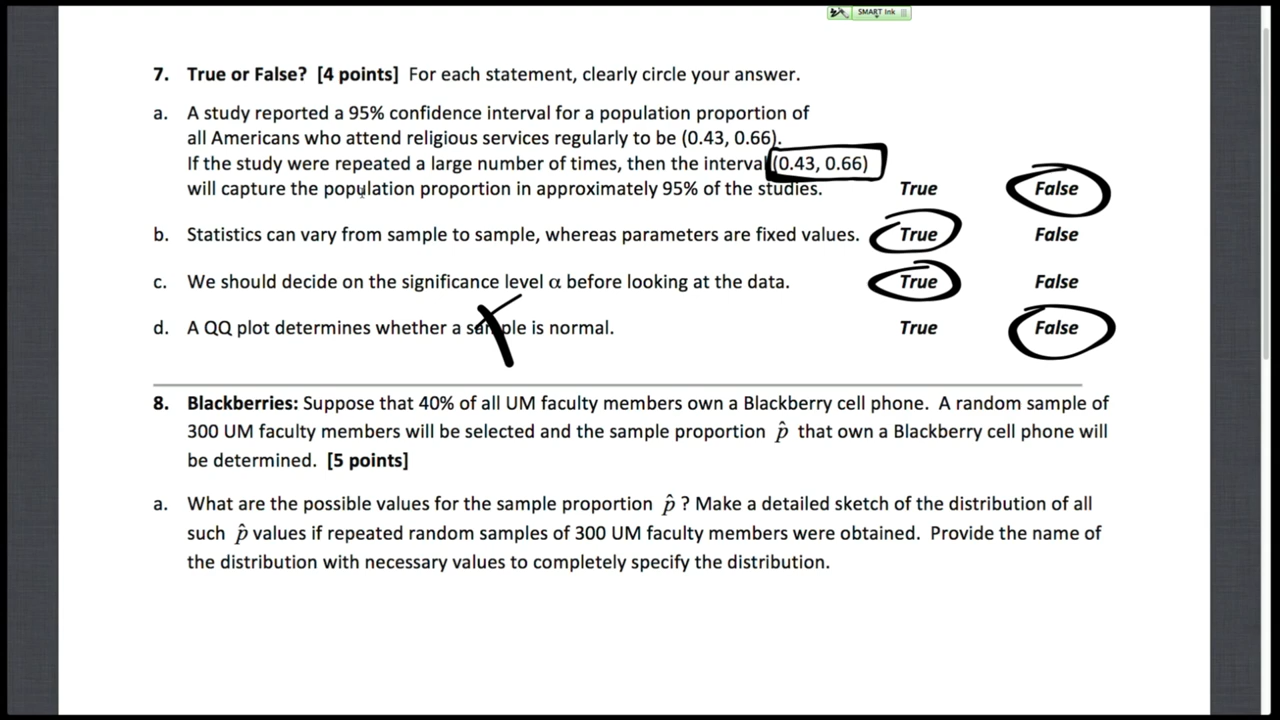 SMART Ink
7. True or False? [4 points] For each statement, clearly circle your answer.
a. A study reported a 95% confidence interval for a population proportion of
all Americans who attend religious services regularly to be (0.43, 0.66).
If the study were repeated a large number of times, then the interval (0.43, 0.66)
will capture the population proportion in approximately 95% of the studies. True False
b. Statistics can vary from sample to sample, whereas parameters are fixed values. True False
c. We should decide on the significance level α before looking at the data. True False
d. A QQ plot determines whether a sample is normal. True False
8. Blackberries: Suppose that 40% of all UM faculty members own a Blackberry cell phone. A random sample of
300 UM faculty members will be selected and the sample proportion p̂ that own a Blackberry cell phone will
be determined. [5 points]
a. What are the possible values for the sample proportion p̂ ? Make a detailed sketch of the distribution of all
such p̂ values if repeated random samples of 300 UM faculty members were obtained. Provide the name of
the distribution with necessary values to completely specify the distribution.